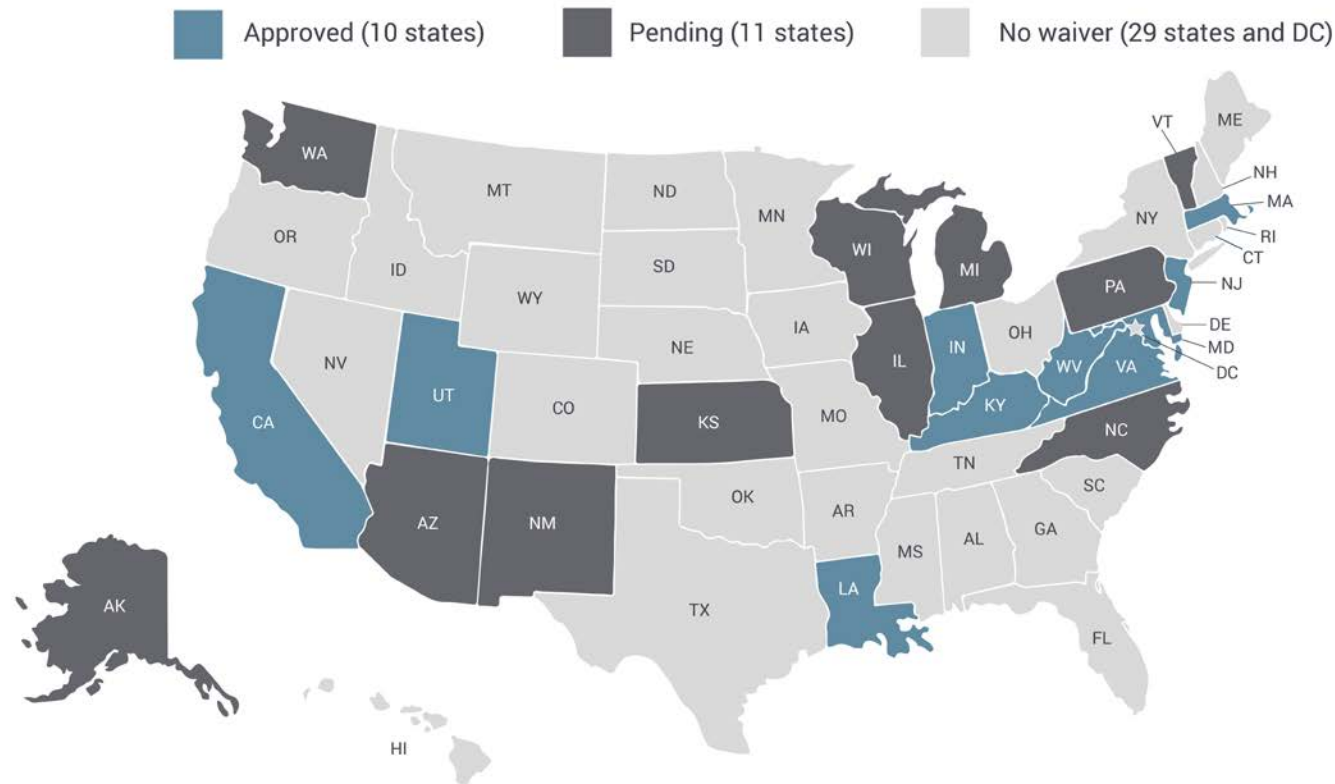 Approved (10 states)
Pending (11 states)
No waiver (29 states and DC)
WA
MT
ND
MN
VT
ME
NH
MA
NY
RI
CT
OR
ID
SD
WI
MI
WY
PA
NJ
IA
NE
OH
DE
MD
DC
NV
UT
CO
IL
IN
WV
VA
CA
KS
MO
KY
NC
TN
AZ
NM
OK
AR
SC
MS
AL
GA
LA
TX
AK
FL
HI